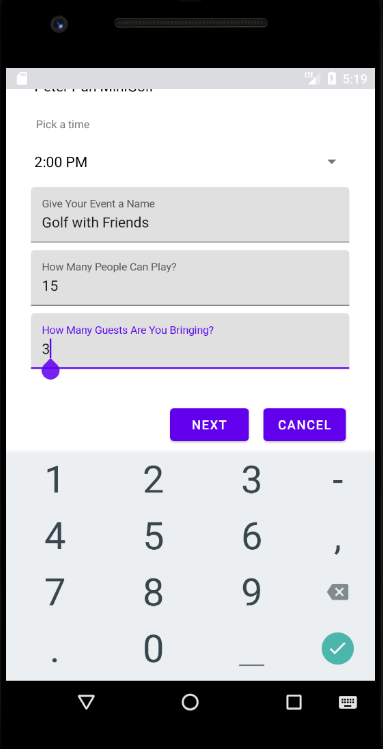 Peter Pan MiniGolf
LTE 5:19
Pick a time
2:00 PM
Give Your Event a Name
Golf with Friends
How Many People Can Play?
15
How Many Guests Are You Bringing?
3
NEXT CANCEL
1 2 3 -
4 5 6 ,
7 8 9
. 0 _